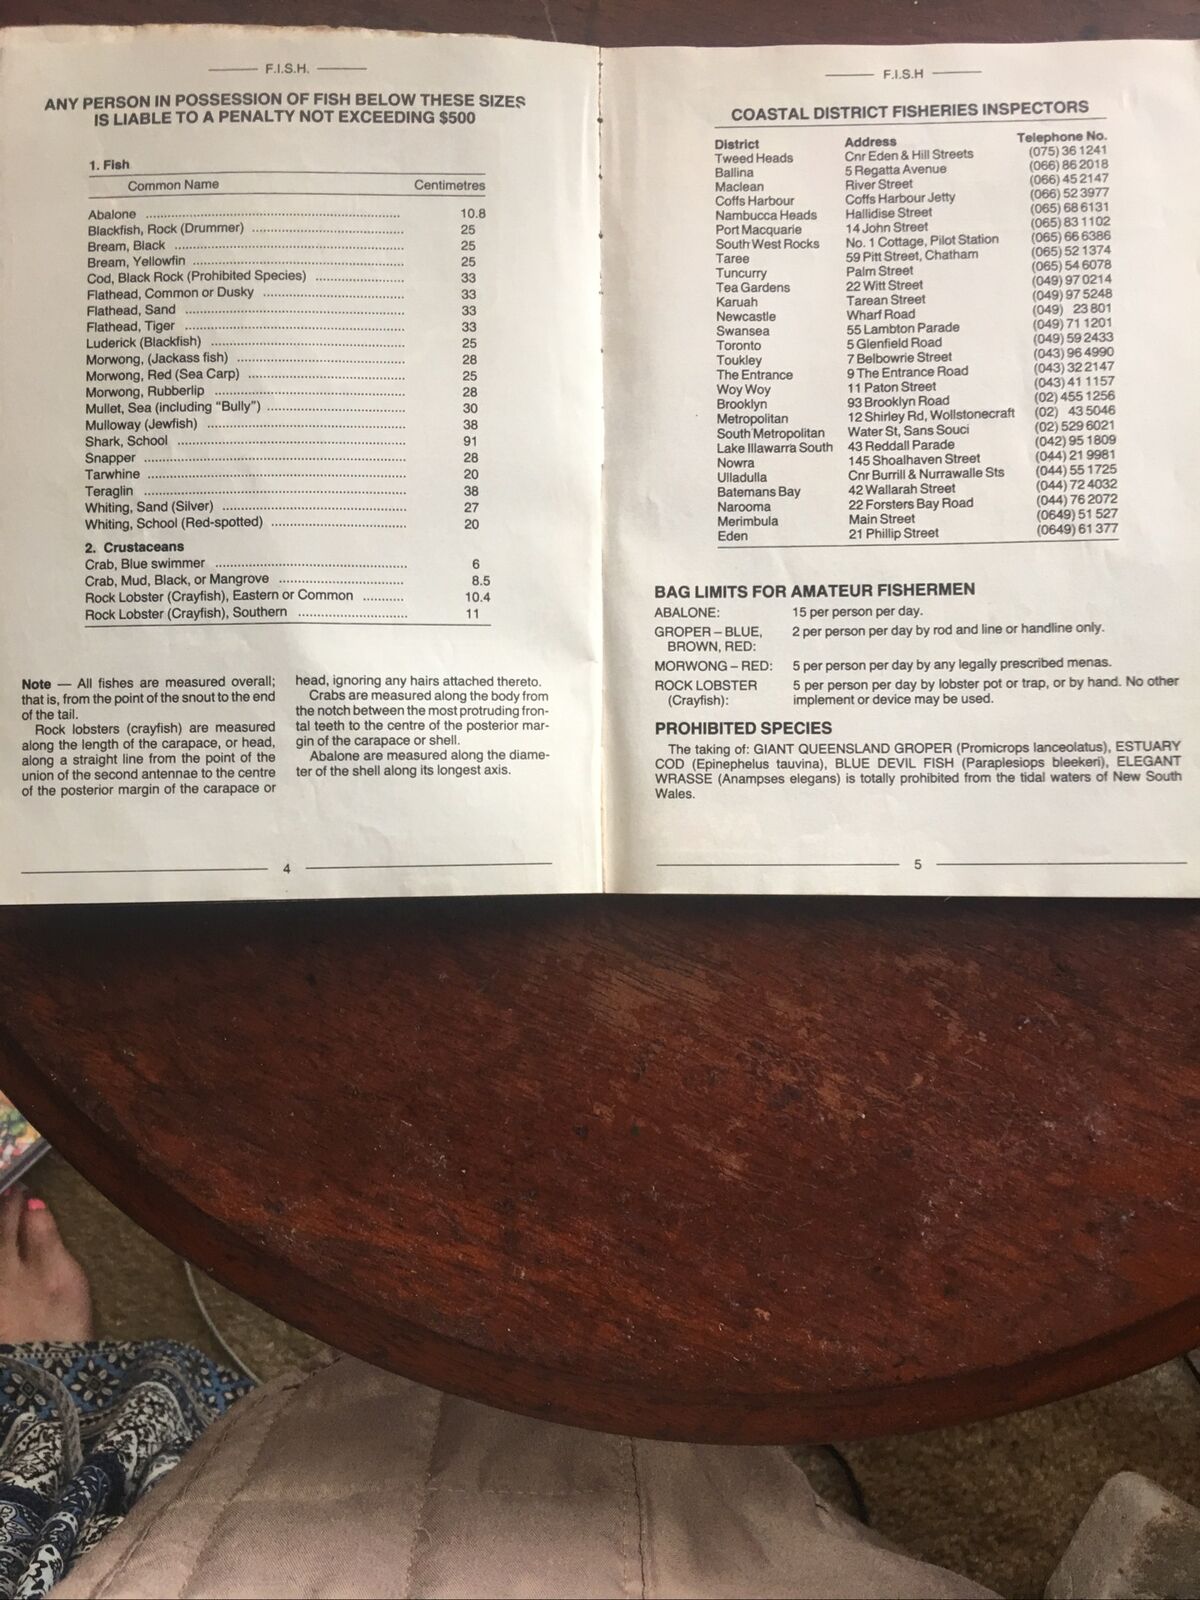 F.I.S.H.
ANY PERSON IN POSSESSION OF FISH BELOW THESE SIZES
IS LIABLE TO A PENALTY NOT EXCEEDING $500
1. Fish
Common Name Centimetres
Abalone 10.8
Blackfish, Rock (Drummer) 25
Bream, Black 25
Bream, Yellowfin 25
Cod, Black Rock (Prohibited Species) 33
Flathead, Common or Dusky 33
Flathead, Sand 33
Flathead, Tiger 33
Luderick (Blackfish) 25
Morwong, (Jackass fish) 28
Morwong, Red (Sea Carp) 25
Morwong, Rubberlip 28
Mullet, Sea (including “Bully”) 30
Mulloway (Jewfish) 38
Shark, School 91
Snapper 28
Tarwhine 20
Teraglin 38
Whiting, Sand (Silver) 27
Whiting, School (Red-spotted) 20
2. Crustaceans
Crab, Blue swimmer 6
Crab, Mud, Black, or Mangrove 8.5
Rock Lobster (Crayfish), Eastern or Common 10.4
Rock Lobster (Crayfish), Southern 11
Note — All fishes are measured overall;
that is, from the point of the snout to the end
of the tail.
Rock lobsters (crayfish) are measured
along the length of the carapace, or head,
along a straight line from the point of the
union of the second antennae to the centre
of the posterior margin of the carapace or
head, ignoring any hairs attached thereto.
Crabs are measured along the body from
the notch between the most protruding fron-
tal teeth to the centre of the posterior mar-
gin of the carapace or shell.
Abalone are measured along the diame-
ter of the shell along its longest axis.
4
F.I.S.H
COASTAL DISTRICT FISHERIES INSPECTORS
District Address Telephone No.
Tweed Heads Cnr Eden & Hill Streets (075) 36 1241
Ballina 5 Regatta Avenue (066) 86 2018
Maclean River Street (066) 45 2147
Coffs Harbour Coffs Harbour Jetty (066) 52 3977
Nambucca Heads Hallidise Street (065) 68 6131
Port Macquarie 14 John Street (065) 83 1102
South West Rocks No. 1 Cottage, Pilot Station (065) 66 6386
Taree 59 Pitt Street, Chatham (065) 52 1374
Tuncurry Palm Street (065) 54 6078
Tea Gardens 22 Witt Street (049) 97 0214
Karuah Tarean Street (049) 97 5248
Newcastle Wharf Road (049) 23 801
Swansea 55 Lambton Parade (049) 71 1201
Toronto 5 Glenfield Road (049) 59 2433
Toukley 7 Belbowrie Street (043) 96 4990
The Entrance 9 The Entrance Road (043) 32 2147
Woy Woy 11 Paton Street (043) 41 1157
Brooklyn 93 Brooklyn Road (02) 455 1256
Metropolitan 12 Shirley Rd, Wollstonecraft (02) 43 5046
South Metropolitan Water St, Sans Souci (02) 529 6021
Lake Illawarra South 43 Reddall Parade (042) 95 1809
Nowra 145 Shoalhaven Street (044) 21 9981
Ulladulla Cnr Burrill & Nurrawalle Sts (044) 55 1725
Batemans Bay 42 Wallarah Street (044) 72 4032
Narooma 22 Forsters Bay Road (044) 76 2072
Merimbula Main Street (0649) 51 527
Eden 21 Phillip Street (0649) 61 377
BAG LIMITS FOR AMATEUR FISHERMEN
ABALONE: 15 per person per day.
GROPER – BLUE, 2 per person per day by rod and line or handline only.
BROWN, RED:
MORWONG – RED: 5 per person per day by any legally prescribed menas.
ROCK LOBSTER 5 per person per day by lobster pot or trap, or by hand. No other
(Crayfish): implement or device may be used.
PROHIBITED SPECIES
The taking of: GIANT QUEENSLAND GROPER (Promicrops lanceolatus), ESTUARY
COD (Epinephelus tauvina), BLUE DEVIL FISH (Paraplesiops bleekeri), ELEGANT
WRASSE (Anampses elegans) is totally prohibited from the tidal waters of New South
Wales.
5